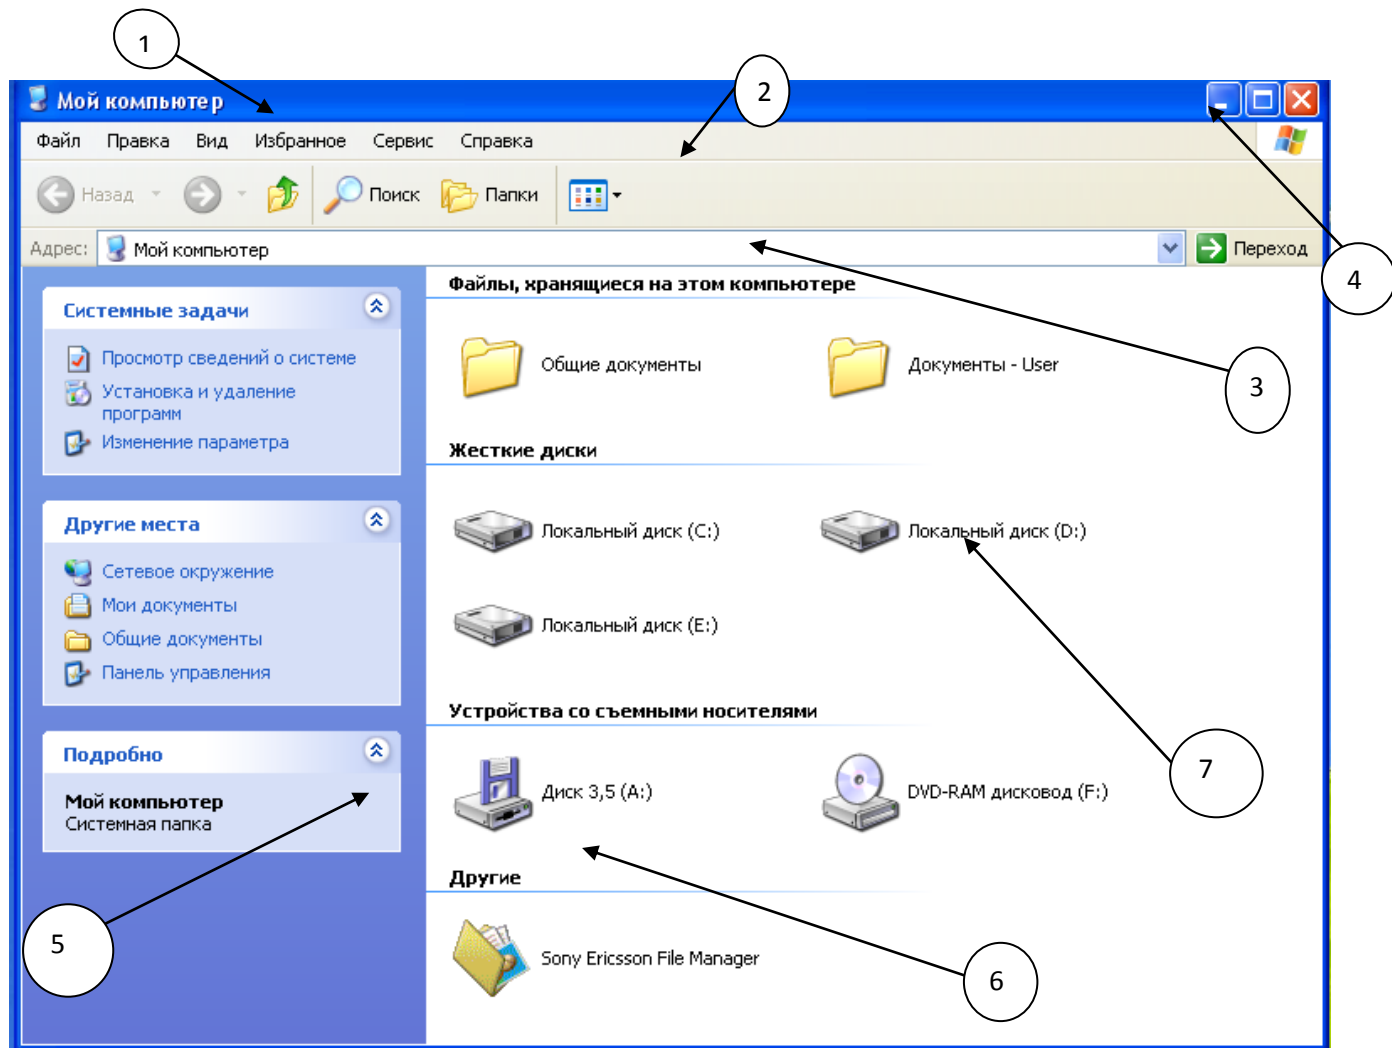 1
2
Мой компьютер
Файл Правка Вид Избранное Сервис Справка
Назад Поиск Папки
Адрес: Мой компьютер Переход
4
Файлы, хранящиеся на этом компьютере
Системные задачи
Просмотр сведений о системе
Установка и удаление
программ
Изменение параметра
Общие документы
Документы - User
3
Жесткие диски
Другие места
Сетевое окружение
Мои документы
Общие документы
Панель управления
Локальный диск (C:)
Локальный диск (D:)
Локальный диск (E:)
Устройства со съемными носителями
Подробно
Мой компьютер
Системная папка
Диск 3,5 (A:)
DVD-RAM дисковод (F:)
7
Другие
5
Sony Ericsson File Manager
6